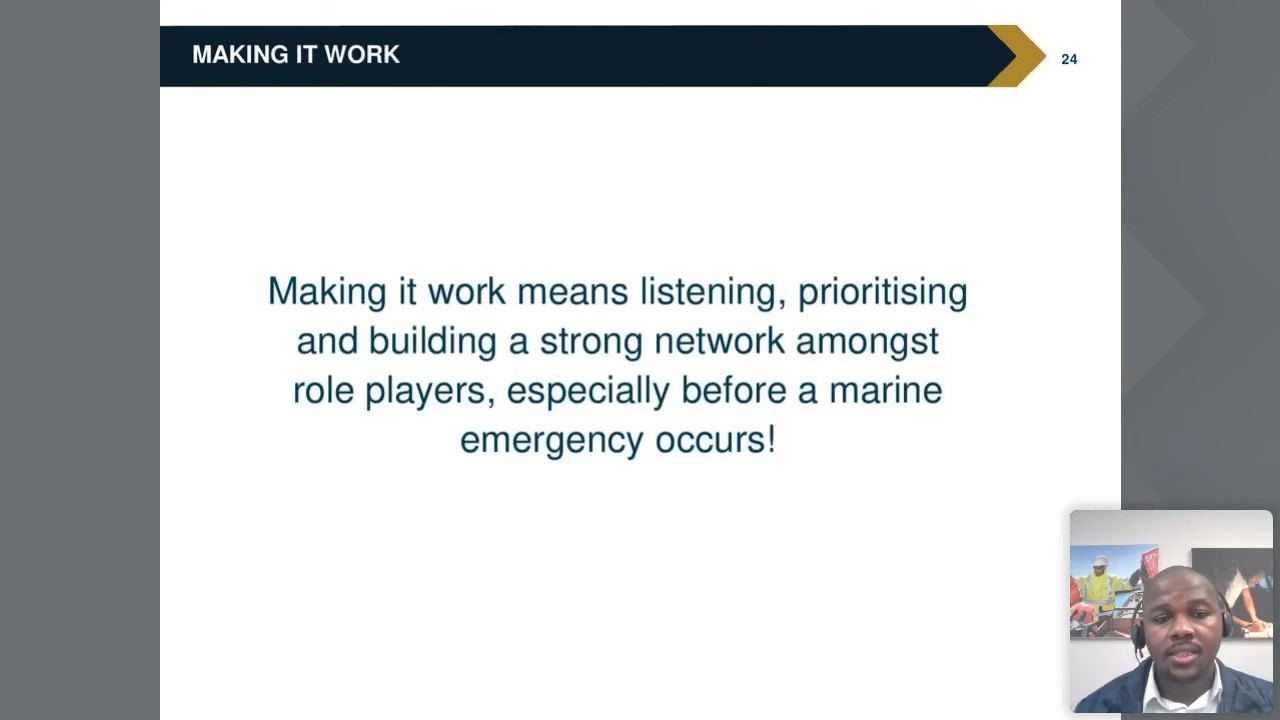 MAKING IT WORK
24
Making it work means listening, prioritising
and building a strong network amongst
role players, especially before a marine
emergency occurs!